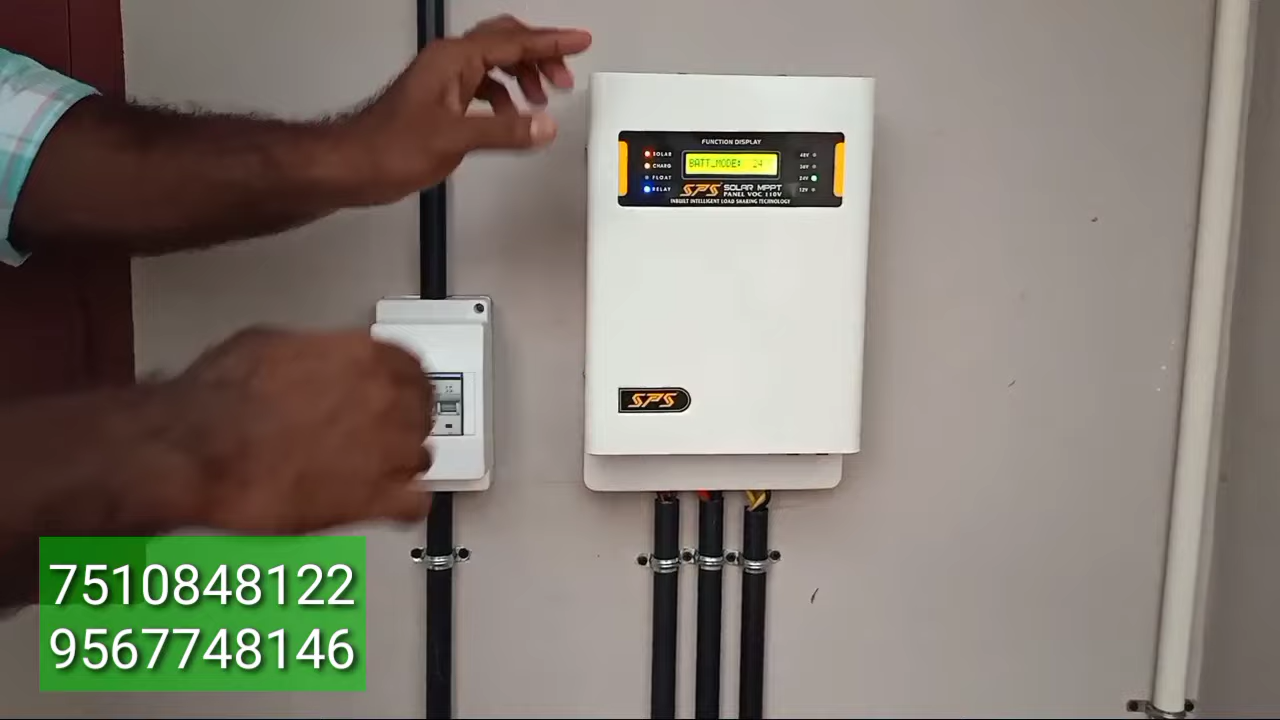 FUNCTION DISPLAY
SOLAR
CHARG
FLOAT
RELAY
BATT_MODE: 24
48V
36V
24V
12V
SPS SOLAR MPPT
PANEL VOC 110V
INBUILT INTELLIGENT LOAD SHARING TECHNOLOGY
SPS
7510848122
9567748146